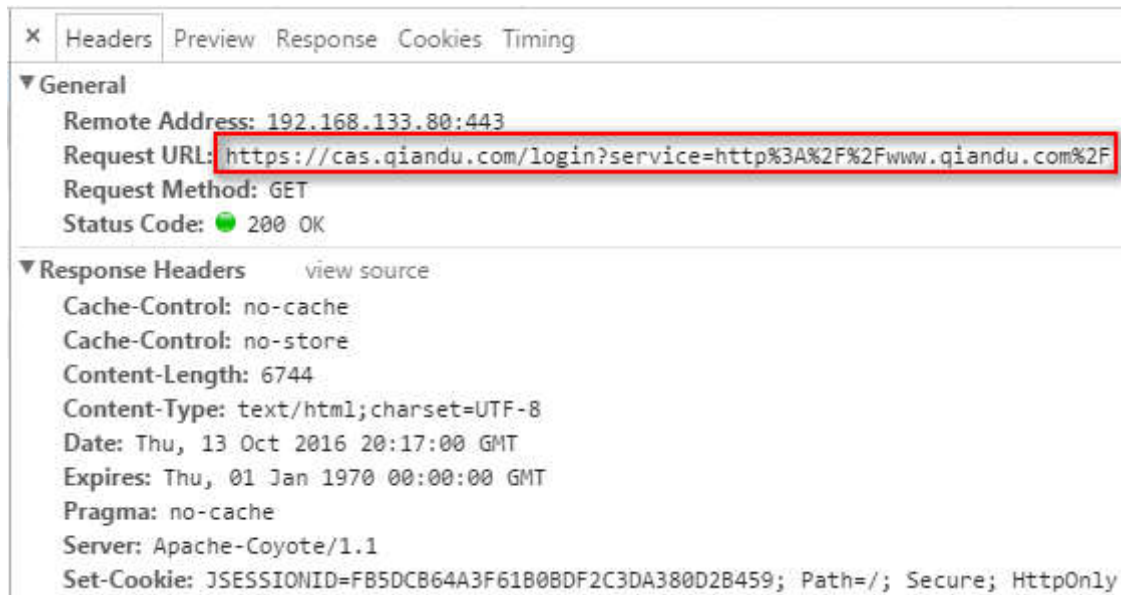 × Headers Preview Response Cookies Timing
▼General
Remote Address: 192.168.133.80:443
Request URL: https://cas.qiandu.com/login?service=http%3A%2F%2Fwww.qiandu.com%2F
Request Method: GET
Status Code: 200 OK
▼Response Headers view source
Cache-Control: no-cache
Cache-Control: no-store
Content-Length: 6744
Content-Type: text/html;charset=UTF-8
Date: Thu, 13 Oct 2016 20:17:00 GMT
Expires: Thu, 01 Jan 1970 00:00:00 GMT
Pragma: no-cache
Server: Apache-Coyote/1.1
Set-Cookie: JSESSIONID=FB5DCB64A3F61B0BDF2C3DA380D2B459; Path=/; Secure; HttpOnly